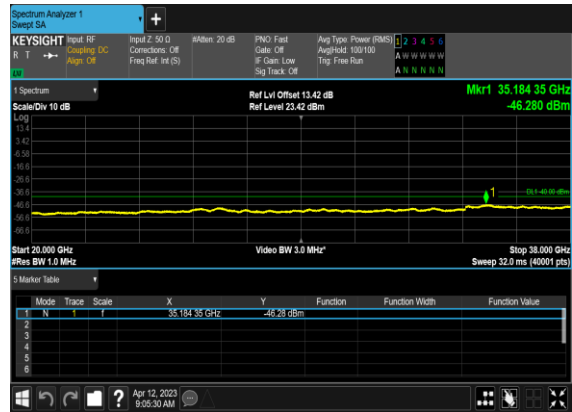 Spectrum Analyzer 1
Swept SA
KEYSIGHT
R T
Input: RF
Coupling: DC
Align: Off
Input Z: 50 Ω
Corrections: Off
Freq Ref: Int (S)
#Atten: 20 dB
PNO: Fast
Gate: Off
IF Gain: Low
Sig Track: Off
Avg Type: Power (RMS)
Avg|Hold: 100/100
Trig: Free Run
1 2 3 4 5 6
A W W W W W
A N N N N N
1 Spectrum
Scale/Div 10 dB
Ref Lvl Offset 13.42 dB
Ref Level 23.42 dBm
Mkr1 35.184 35 GHz
-46.280 dBm
Log
13.4
3.42
-6.58
-16.6
-26.6
-36.6
-46.6
-56.6
-66.6
1
DL1 -40.00 dBm
Start 20.000 GHz
#Res BW 1.0 MHz
Video BW 3.0 MHz*
Stop 38.000 GHz
Sweep 32.0 ms (40001 pts)
5 Marker Table
Mode Trace Scale X Y Function Function Width Function Value
1 N 1 f 35.184 35 GHz -46.28 dBm
2
3
4
5
6
?
Apr 12, 2023
9:05:30 AM